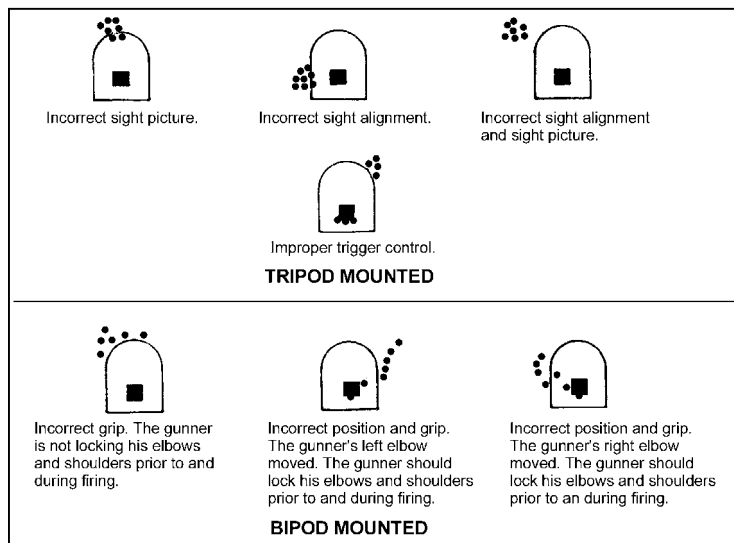 Incorrect sight picture.
Incorrect sight alignment.
Incorrect sight alignment
and sight picture.
Improper trigger control.
TRIPOD MOUNTED
Incorrect grip. The gunner
is not locking his elbows
and shoulders prior to and
during firing.
Incorrect position and grip.
The gunner's left elbow
moved. The gunner should
lock his elbows and shoulders
prior to and during firing.
Incorrect position and grip.
The gunner's right elbow
moved. The gunner should
lock his elbows and shoulders
prior to an during firing.
BIPOD MOUNTED